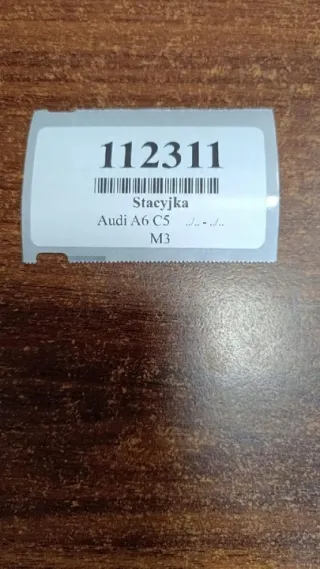 112311
Stacyjka
Audi A6 C5 ../.. - ../..
M3